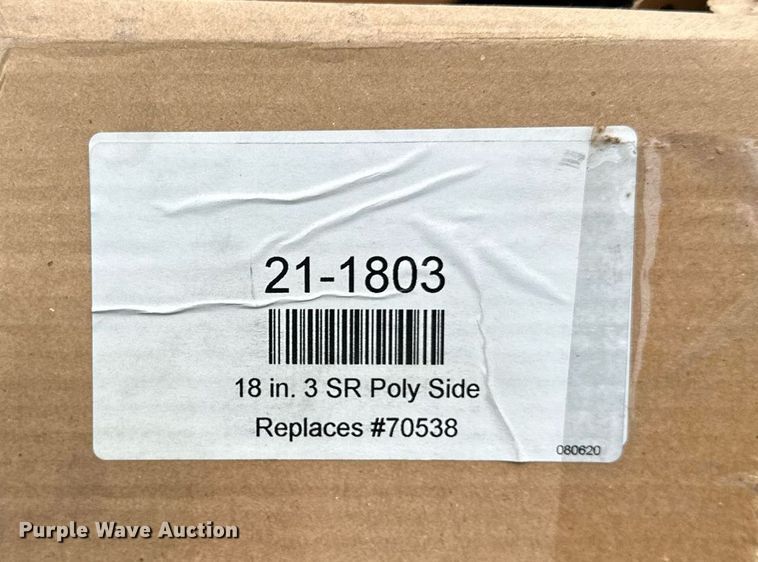 21-1803
18 in. 3 SR Poly Side
Replaces #70538
080620
Purple Wave Auction